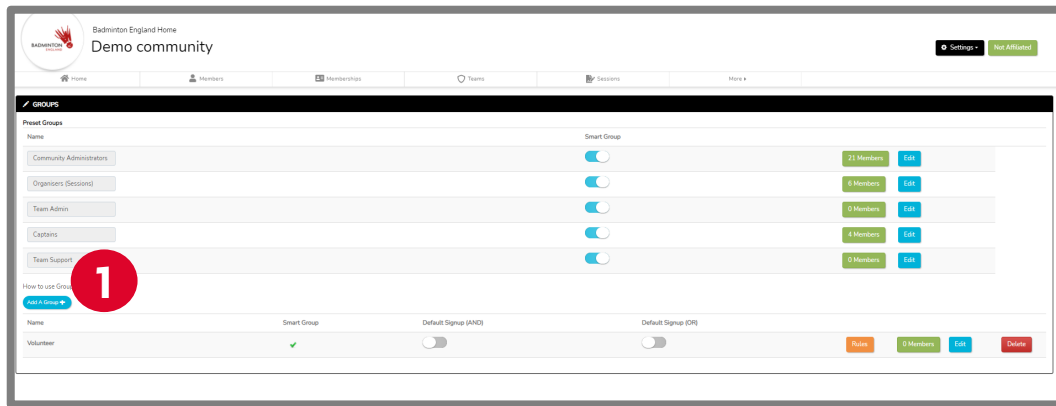 Badminton England Home
BADMINTON
ENGLAND
Demo community
Settings
Not Affiliated
Home Members Memberships Teams Sessions More
GROUPS
Preset Groups
Name Smart Group
Community Administrators 21 Members Edit
Organisers (Sessions) 6 Members Edit
Team Admin 0 Members Edit
Captains 4 Members Edit
Team Support 0 Members Edit
1
How to use
Add A Group +
Name Smart Group Default Signup (AND) Default Signup (OR)
Volunteer Rules 0 Members Edit Delete